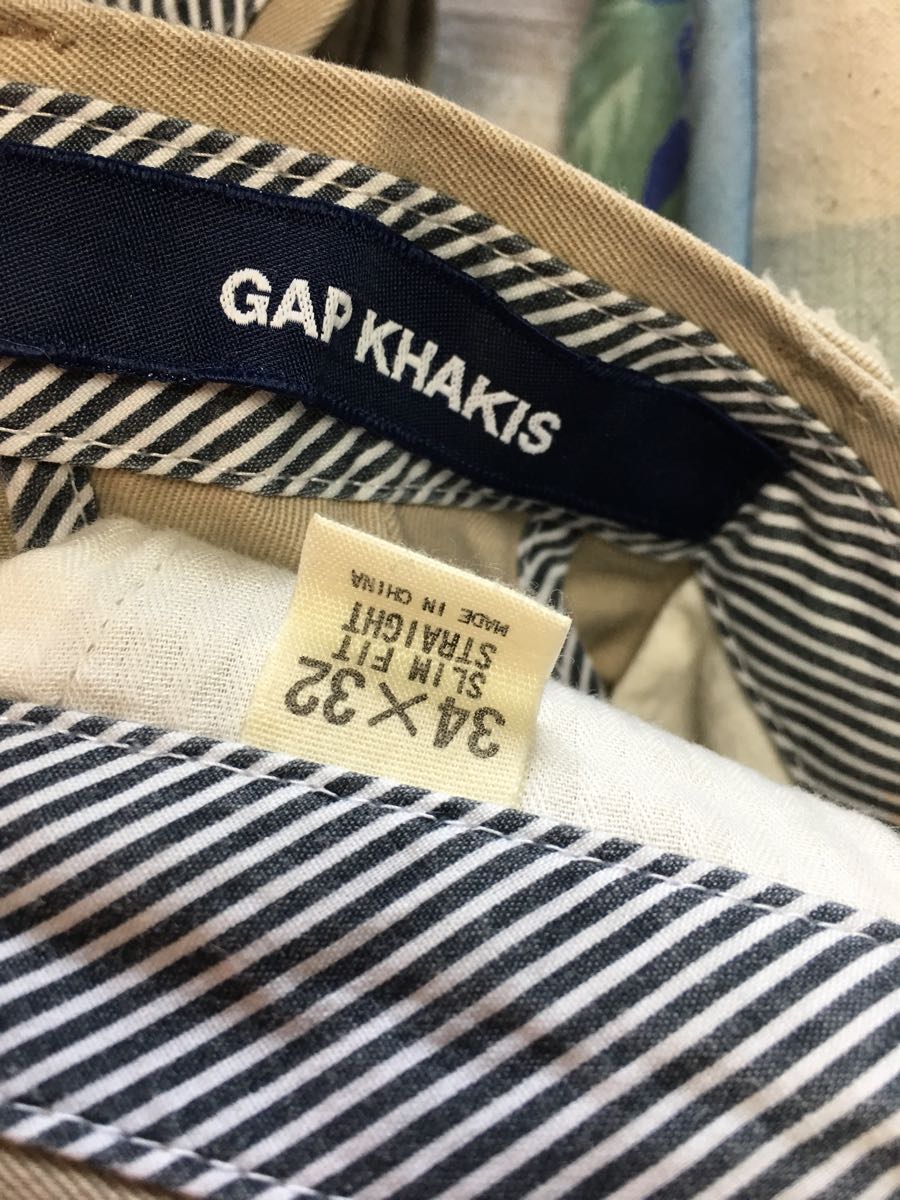 GAP KHAKIS
34 × 32
SLIM FIT
STRAIGHT
MADE IN CHINA